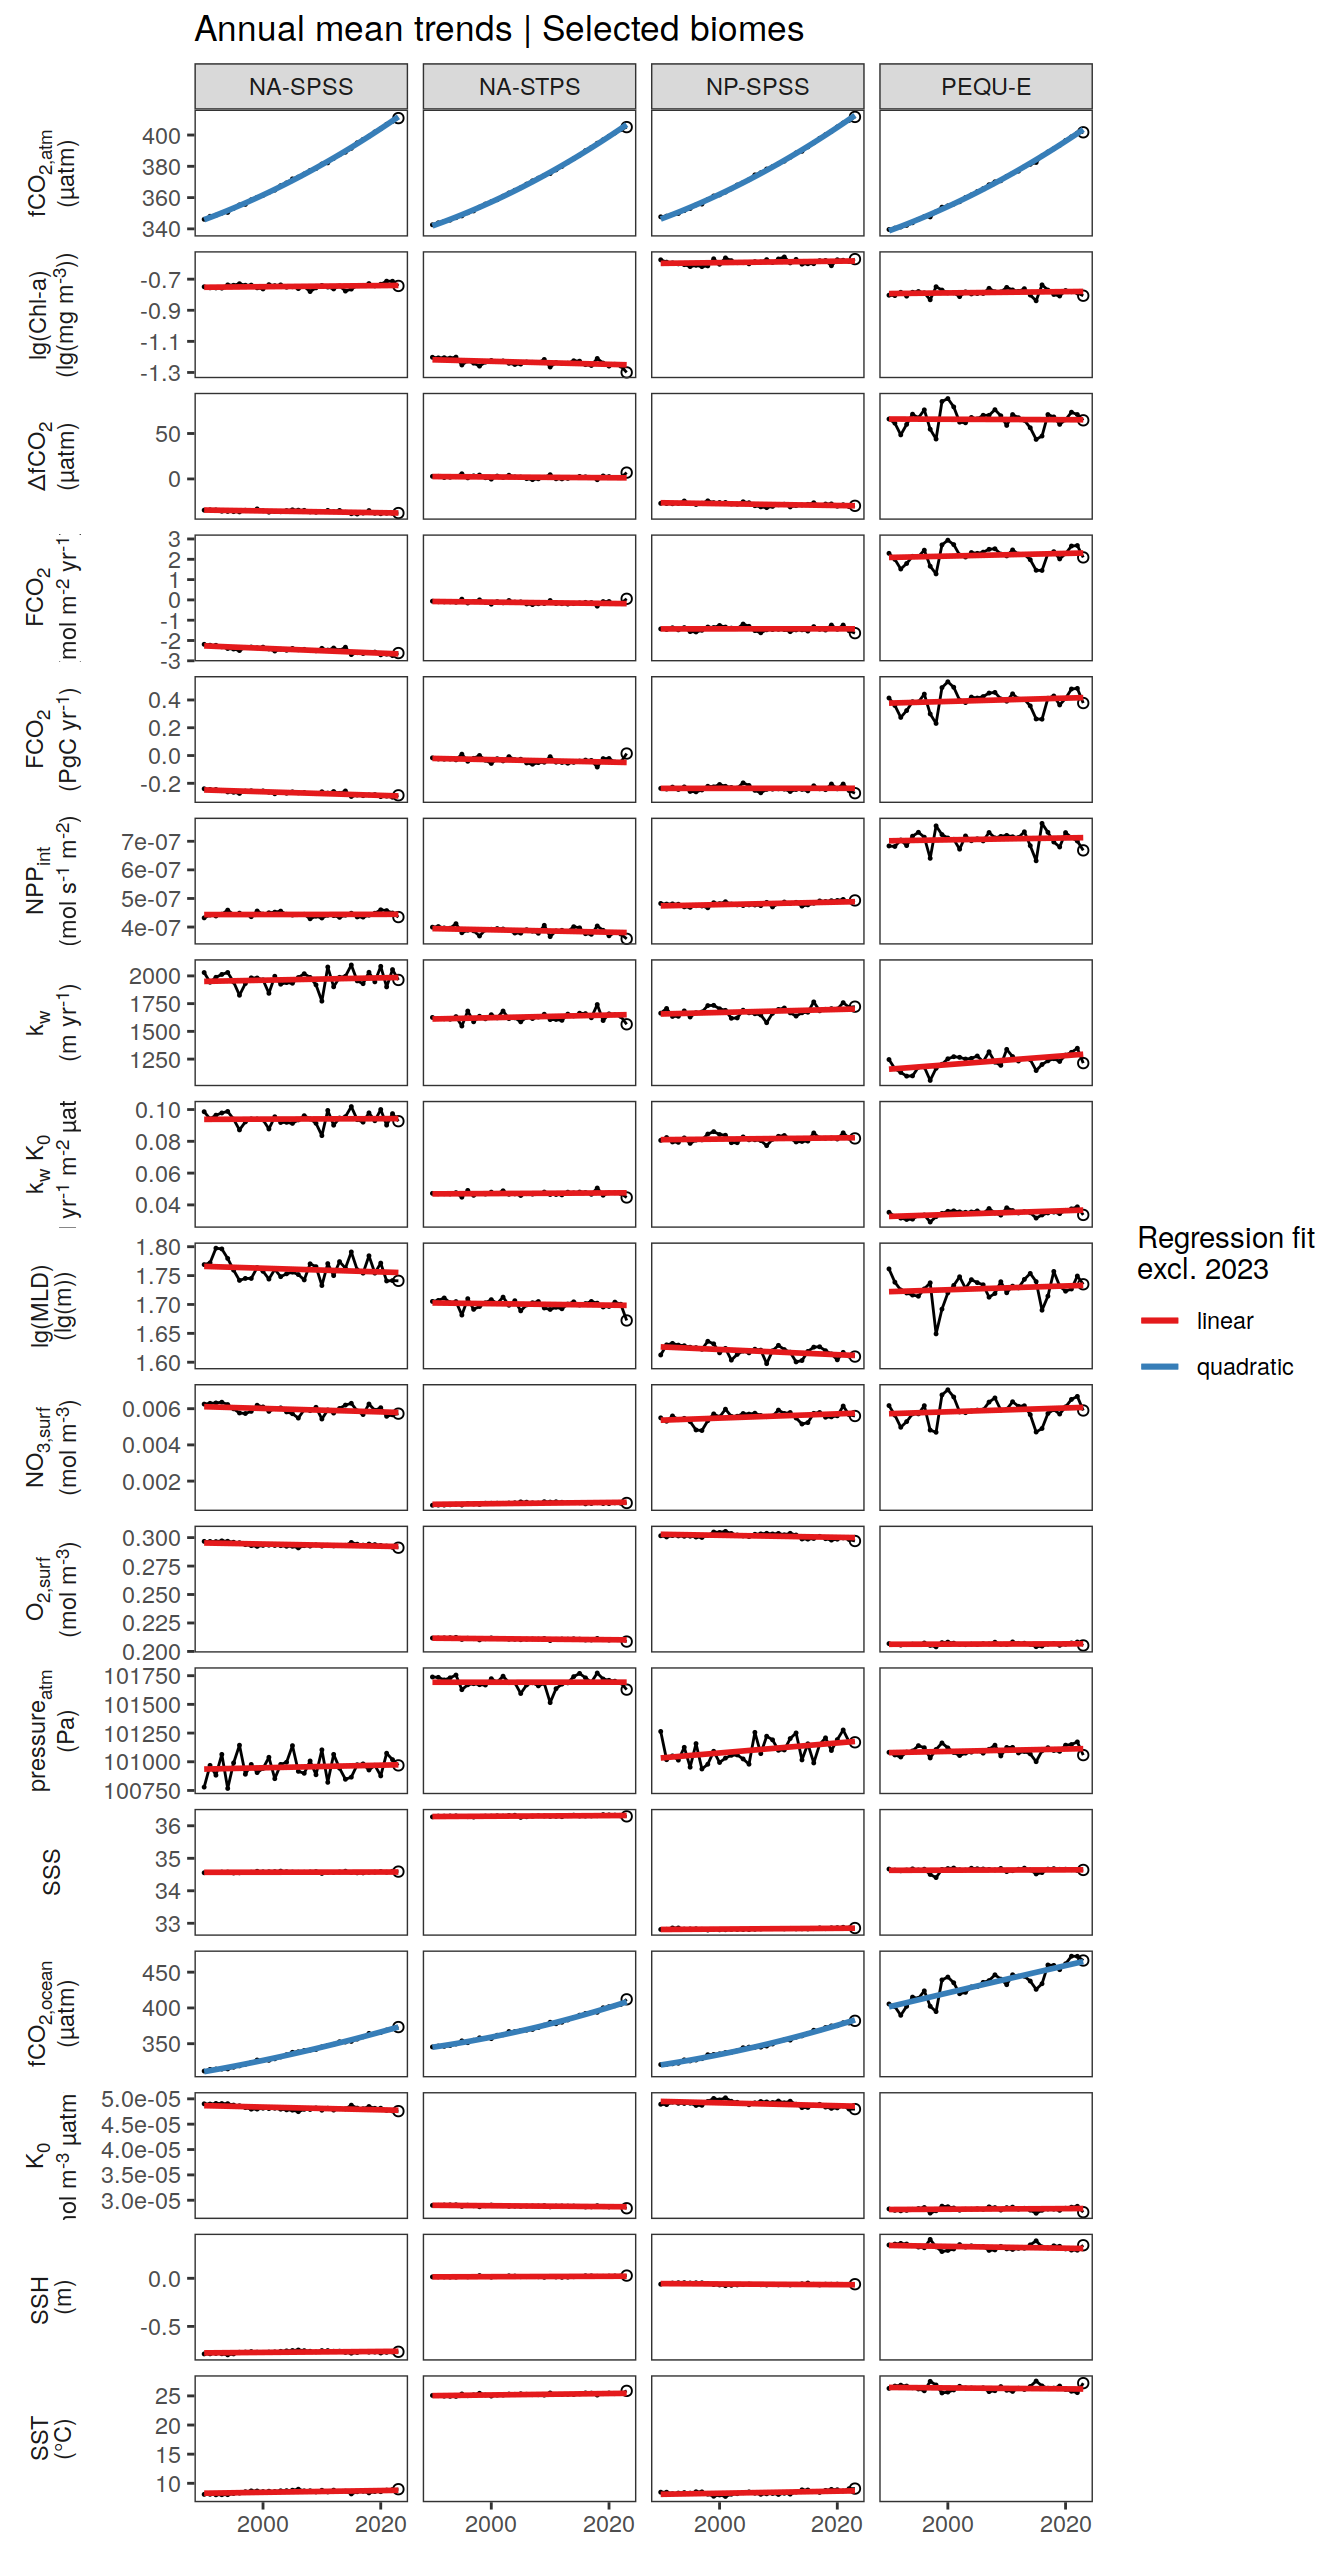 Annual mean trends | Selected biomes
NA-SPSS NA-STPS NP-SPSS PEQU-E
fCO2,atm
(µatm)
400
380
360
340
lg(Chl-a)
(lg(mg m-3))
-0.7
-0.9
-1.1
-1.3
ΔfCO2
(µatm)
50
0
FCO2
mol m-2 yr-1
3
2
1
0
-1
-2
-3
FCO2
(PgC yr-1)
0.4
0.2
0.0
-0.2
NPPint
(mol s-1 m-2)
7e-07
6e-07
5e-07
4e-07
kw
(m yr-1)
2000
1750
1500
1250
kw K0
yr-1 m-2 µat
0.10
0.08
0.06
0.04
lg(MLD)
(lg(m))
1.80
1.75
1.70
1.65
1.60
NO3,surf
(mol m-3)
0.006
0.004
0.002
O2,surf
(mol m-3)
0.300
0.275
0.250
0.225
0.200
pressureatm
(Pa)
101750
101500
101250
101000
100750
SSS
36
35
34
33
fCO2,ocean
(µatm)
450
400
350
K0
ol m-3 µatm
5.0e-05
4.5e-05
4.0e-05
3.5e-05
3.0e-05
SSH
(m)
0.0
-0.5
SST
(°C)
25
20
15
10
2000 2020 2000 2020 2000 2020 2000 2020
Regression fit
excl. 2023
linear
quadratic